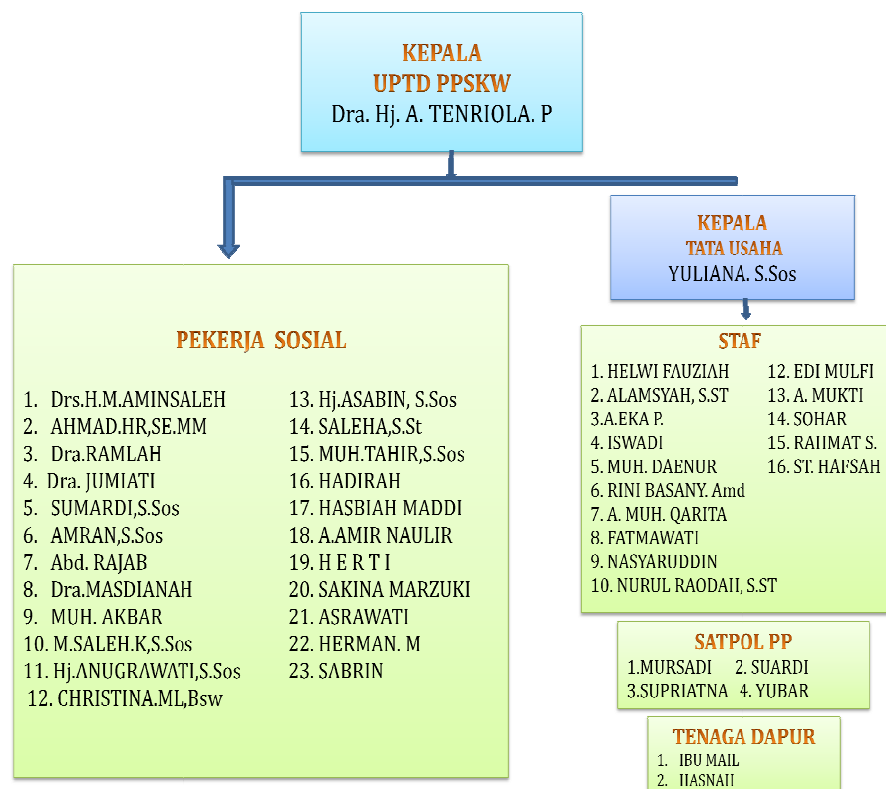 KEPALA
UPTD PPSKW
Dra. Hj. A. TENRIOLA. P
KEPALA
TATA USAHA
YULIANA. S.Sos
PEKERJA SOSIAL
1. Drs.H.M.AMINSALEH
2. AHMAD.HR,SE.MM
3. Dra.RAMLAH
4. Dra. JUMIATI
5. SUMARDI,S.Sos
6. AMRAN,S.Sos
7. Abd. RAJAB
8. Dra.MASDIANAH
9. MUH. AKBAR
10. M.SALEH.K,S.Sos
11. Hj.ANUGRAWATI,S.Sos
12. CHRISTINA.ML,Bsw
13. Hj.ASABIN, S.Sos
14. SALEHA,S.St
15. MUH.TAHIR,S.Sos
16. HADIRAH
17. HASBIAH MADDI
18. A.AMIR NAULIR
19. H E R T I
20. SAKINA MARZUKI
21. ASRAWATI
22. HERMAN. M
23. SABRIN
STAF
1. HELWI FAUZIAH
2. ALAMSYAH, S.ST
3.A.EKA P.
4. ISWADI
5. MUH. DAENUR
6. RINI BASANY. Amd
7. A. MUH. QARITA
8. FATMAWATI
9. NASYARUDDIN
10. NURUL RAODAH, S.ST
12. EDI MULFI
13. A. MUKTI
14. SOHAR
15. RAHMAT S.
16. ST. HAFSAH
SATPOL PP
1.MURSADI 2. SUARDI
3.SUPRIATNA 4. YUBAR
TENAGA DAPUR
1. IBU MAIL
2. HASNAH